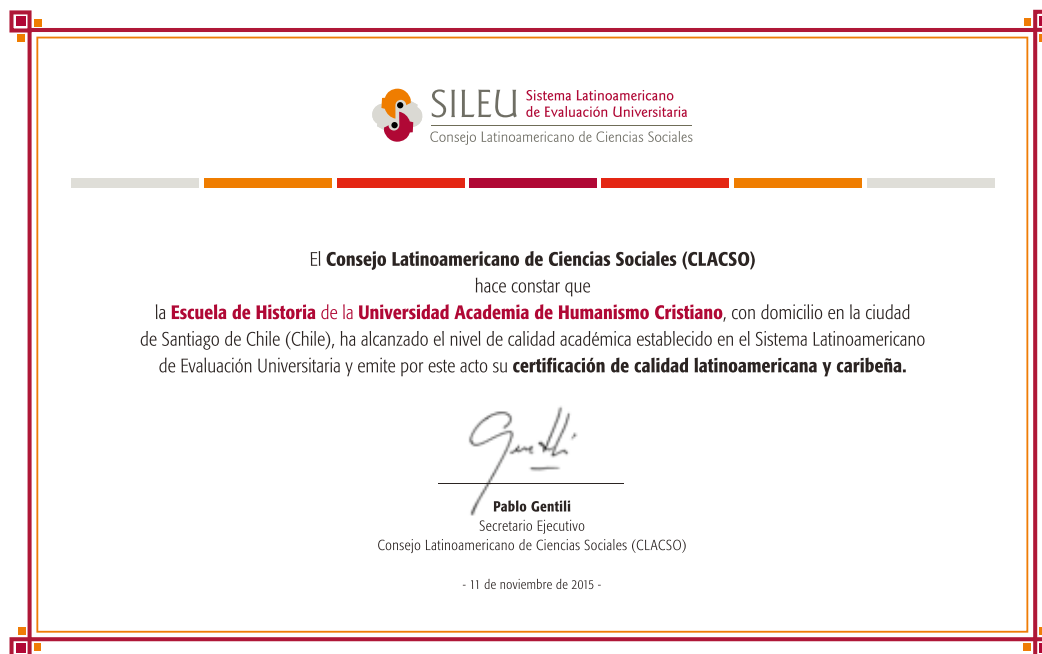 SILEU
Sistema Latinoamericano
de Evaluación Universitaria
Consejo Latinoamericano de Ciencias Sociales
El Consejo Latinoamericano de Ciencias Sociales (CLACSO)
hace constar que
la Escuela de Historia de la Universidad Academia de Humanismo Cristiano, con domicilio en la ciudad
de Santiago de Chile (Chile), ha alcanzado el nivel de calidad académica establecido en el Sistema Latinoamericano
de Evaluación Universitaria y emite por este acto su certificación de calidad latinoamericana y caribeña.
Pablo Gentili
Secretario Ejecutivo
Consejo Latinoamericano de Ciencias Sociales (CLACSO)
- 11 de noviembre de 2015 -